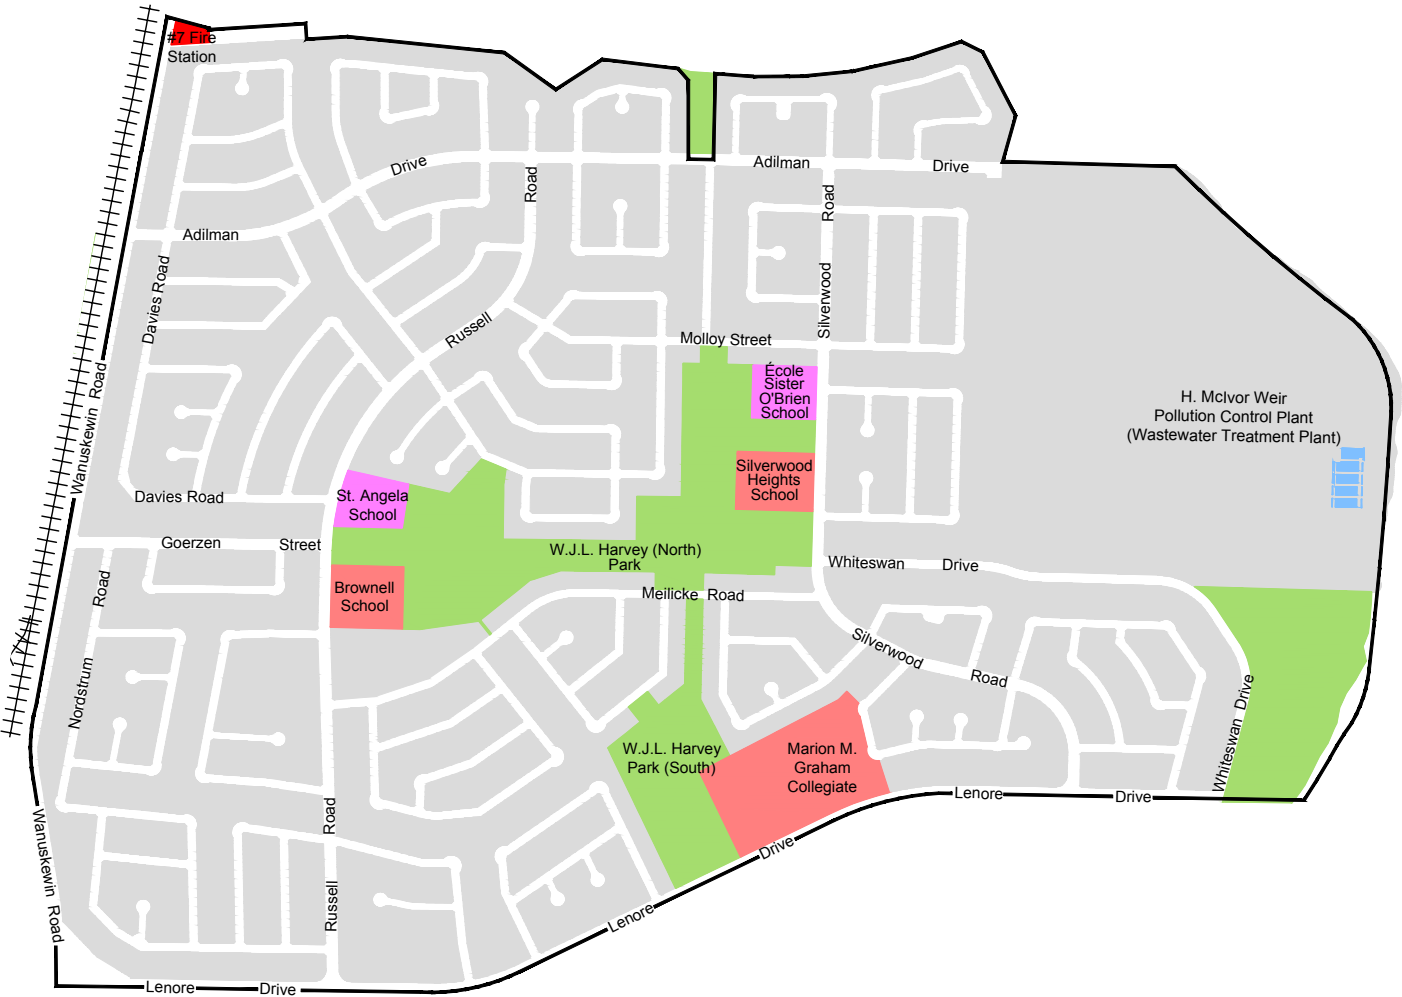 #7 Fire
Station
Adilman
Drive
Adilman
Drive
Road
Road
Adilman
Davies Road
Silverwood
Russell
Molloy Street
École
Sister
O'Brien
School
Wanuskewin Road
H. McIvor Weir
Pollution Control Plant
(Wastewater Treatment Plant)
Silverwood
Heights
School
Davies Road
St. Angela
School
Goerzen
Street
W.J.L. Harvey (North)
Park
Whiteswan
Drive
Brownell
School
Road
Meilicke Road
Silverwood
Road
Nordstrum
W.J.L. Harvey
Park (South)
Marion M.
Graham
Collegiate
Whiteswan Drive
Lenore
Drive
Road
Wanuskewin Road
Drive
Russell
Lenore
Lenore
Drive